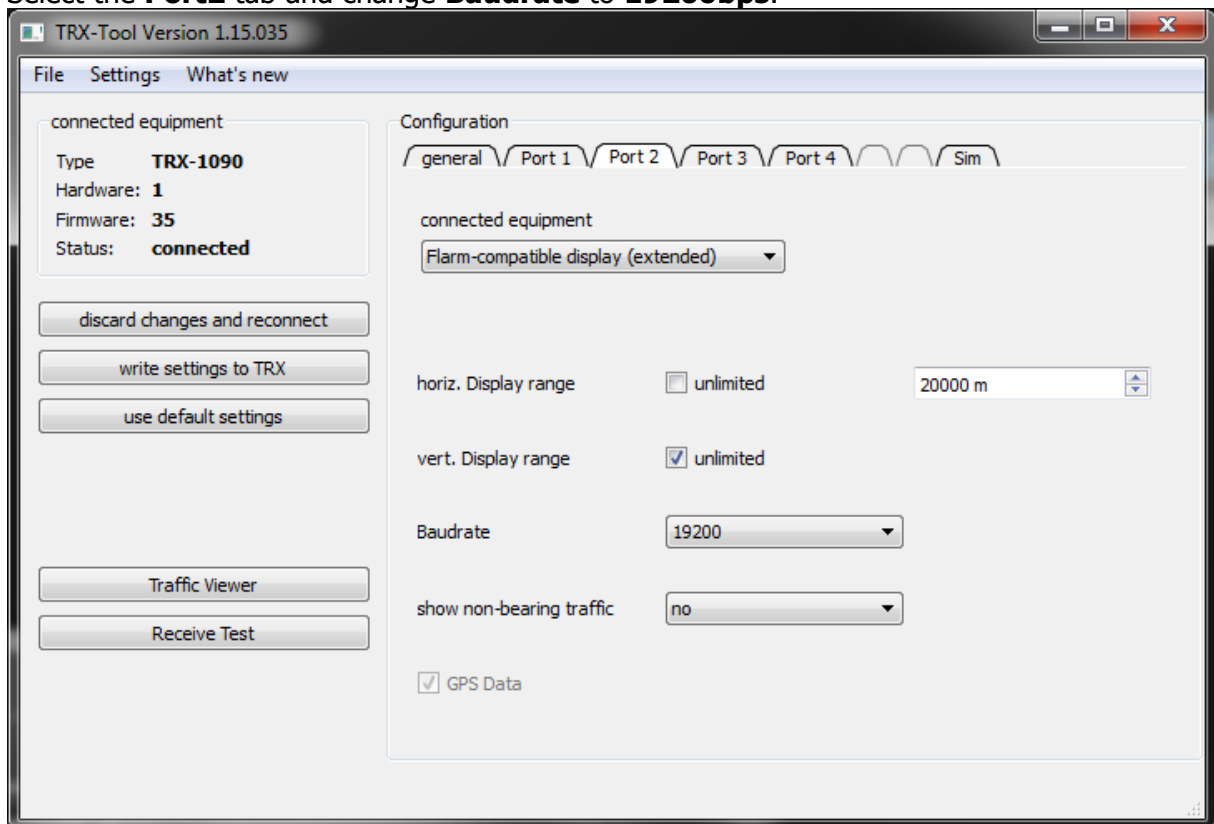 Select the Port2 tab and change Baudrate to 19200bps.
TRX-Tool Version 1.15.035
File Settings What's new
connected equipment
Type TRX-1090
Hardware: 1
Firmware: 35
Status: connected
discard changes and reconnect
write settings to TRX
use default settings
Traffic Viewer
Receive Test
Configuration
general Port 1 Port 2 Port 3 Port 4 Sim
connected equipment
Flarm-compatible display (extended)
horiz. Display range unlimited 20000 m
vert. Display range unlimited
Baudrate 19200
show non-bearing traffic no
GPS Data